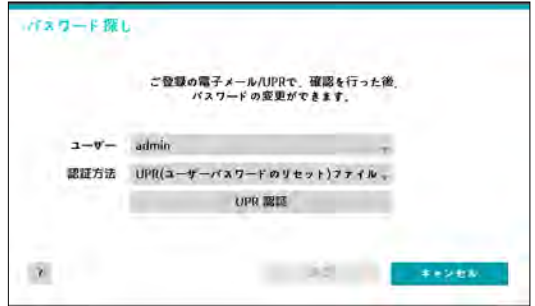 パスワード探し
ご登録の電子メール/UPRで、確認を行った後、
パスワードの変更ができます。
ユーザー admin
認証方法 UPR(ユーザーパスワードのリセット)ファイル
UPR 認証
?
キャンセル